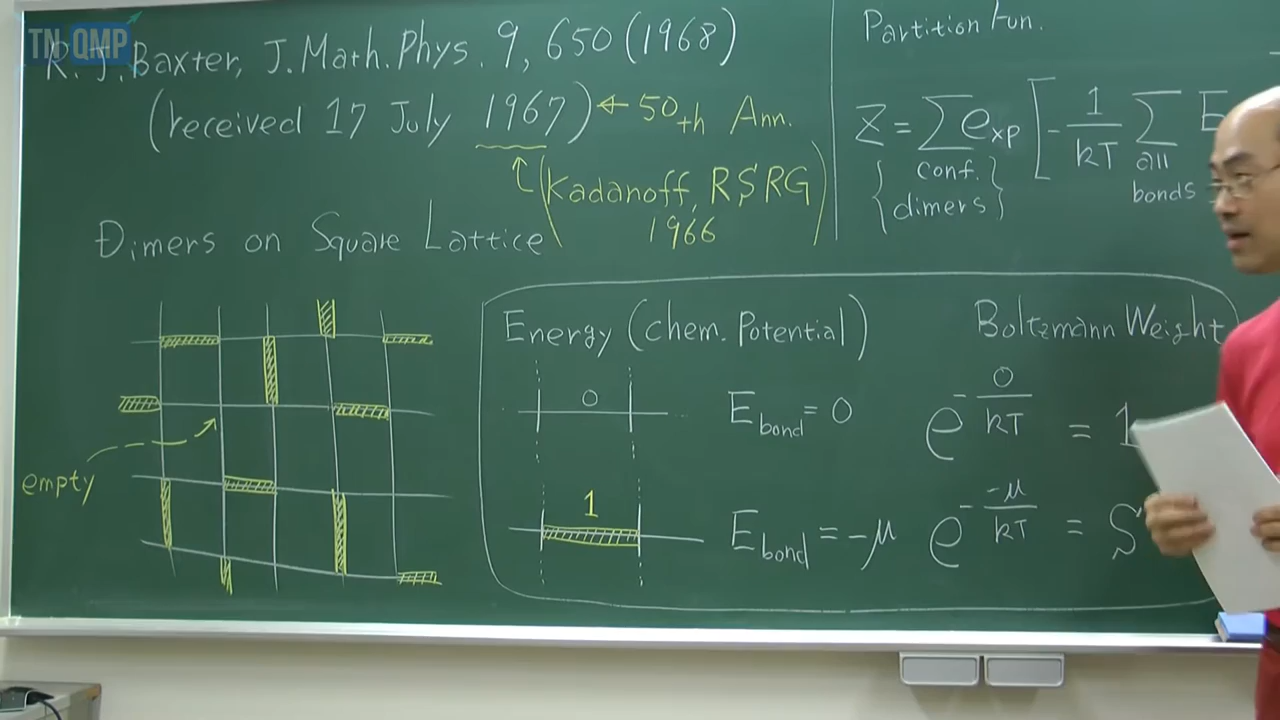 TN QMP
R. J. Baxter, J. Math. Phys. 9, 650 (1968)
(received 17 July 1967) ← 50th Ann.
(Kadanoff, RSRG
1966)
Dimers on Square Lattice
empty
Partition Fun.
Z = Σ exp [ - 1/kT Σ E
{conf. dimers}
all bonds
Energy (chem. Potential)
Boltzmann Weight
0
E bond = 0
e^{-0/kT} = 1
1
E bond = -μ
e^{- -μ/kT} = S